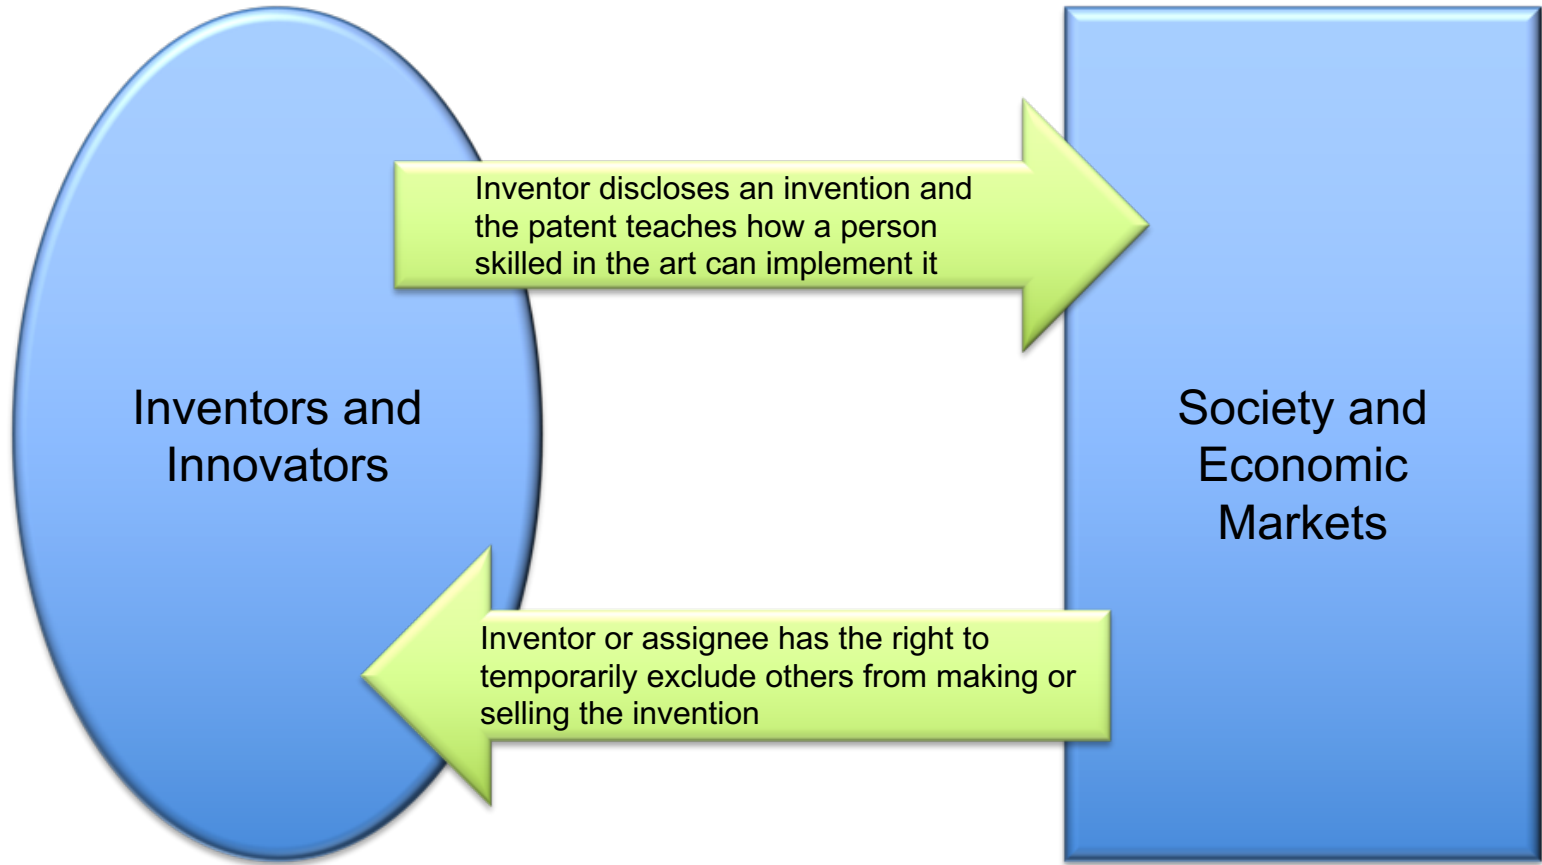 Inventor discloses an invention and
the patent teaches how a person
skilled in the art can implement it
Inventors and
Innovators
Society and
Economic
Markets
Inventor or assignee has the right to
temporarily exclude others from making or
selling the invention